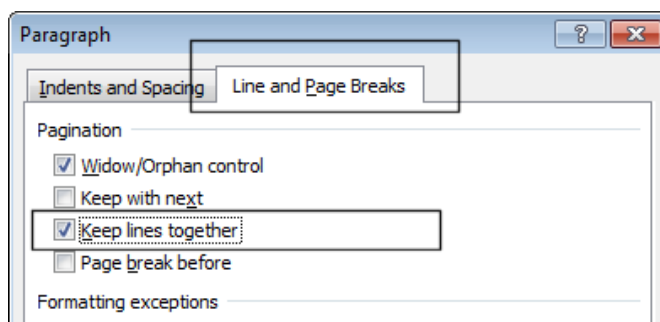 Paragraph
Indents and Spacing Line and Page Breaks
Pagination
Widow/Orphan control
Keep with next
Keep lines together
Page break before
Formatting exceptions